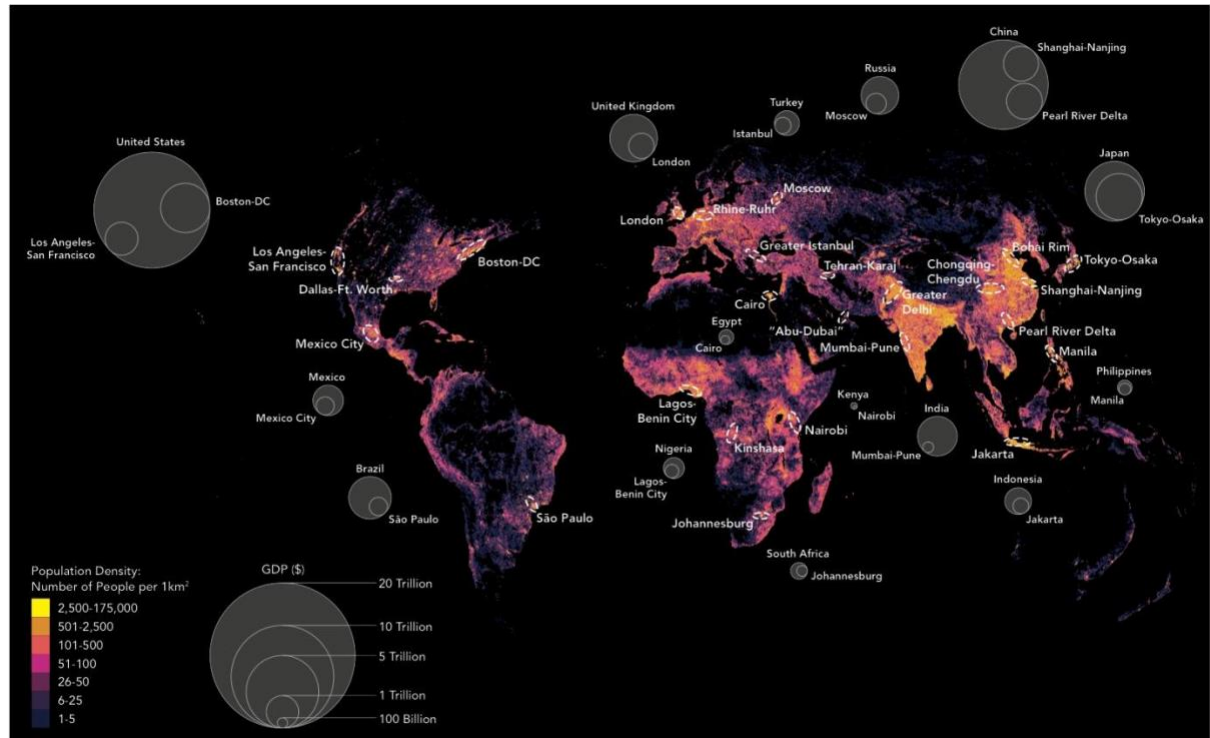 China
Shanghai-Nanjing
Russia
Moscow
Pearl River Delta
United Kingdom
London
Turkey
Istanbul
Japan
Tokyo-Osaka
United States
Boston-DC
Los Angeles-
San Francisco
Los Angeles-
San Francisco
Boston-DC
Dallas-Ft. Worth
Mexico City
London
Rhine-Ruhr
Moscow
Greater Istanbul
Tehran-Karaj
Cairo
"Abu-Dubai"
Greater
Delhi
Mumbai-Pune
Chongqing-
Chengdu
Bohai Rim
Tokyo-Osaka
Shanghai-Nanjing
Pearl River Delta
Manila
Egypt
Cairo
Philippines
Manila
Mexico
Mexico City
Lagos-
Benin City
Kinshasa
Nairobi
Kenya
Nairobi
India
Mumbai-Pune
Jakarta
Nigeria
Lagos-
Benin City
Indonesia
Jakarta
Brazil
São Paulo
São Paulo
Johannesburg
South Africa
Johannesburg
Population Density:
Number of People per 1km²
2,500-175,000
501-2,500
101-500
51-100
26-50
6-25
1-5
GDP ($)
20 Trillion
10 Trillion
5 Trillion
1 Trillion
100 Billion